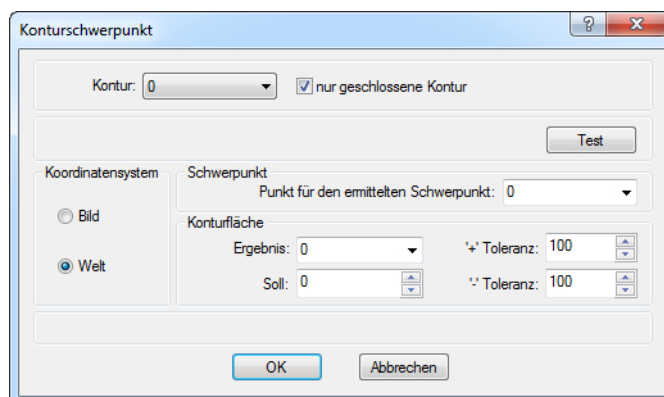 Konturschwerpunkt
Kontur: 0 nur geschlossene Kontur
Test
Koordinatensystem
Bild
Welt
Schwerpunkt
Punkt für den ermittelten Schwerpunkt: 0
Konturfläche
Ergebnis: 0 '+' Toleranz: 100
Soll: 0 '-' Toleranz: 100
OK Abbrechen